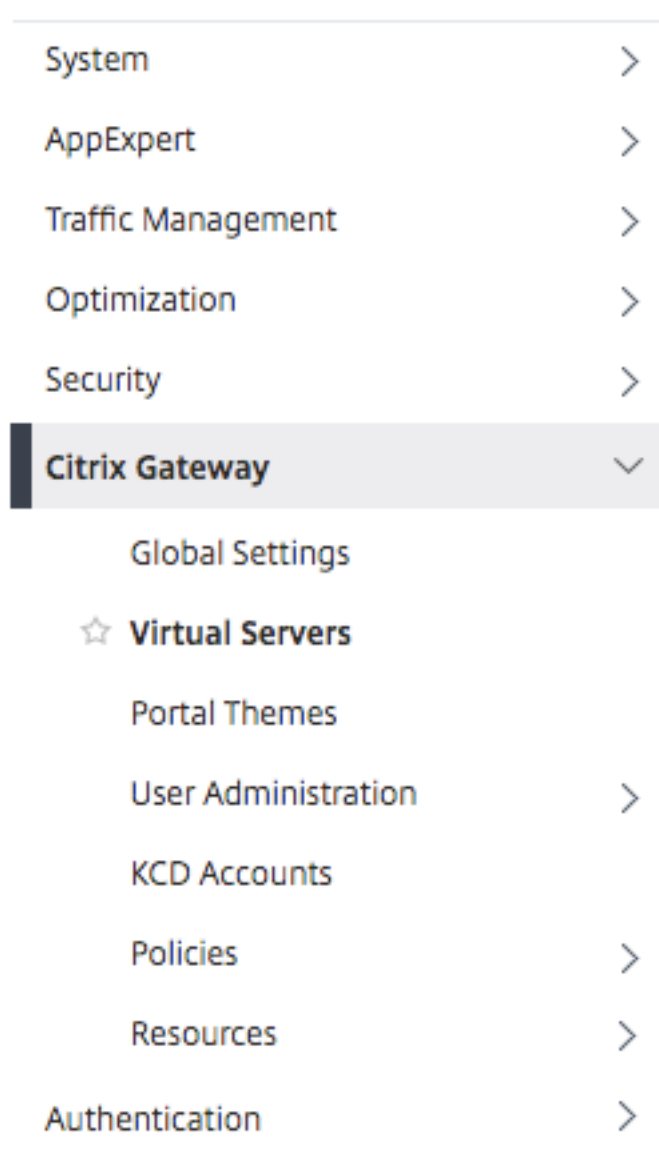 System
AppExpert
Traffic Management
Optimization
Security
Citrix Gateway
Global Settings
Virtual Servers
Portal Themes
User Administration
KCD Accounts
Policies
Resources
Authentication